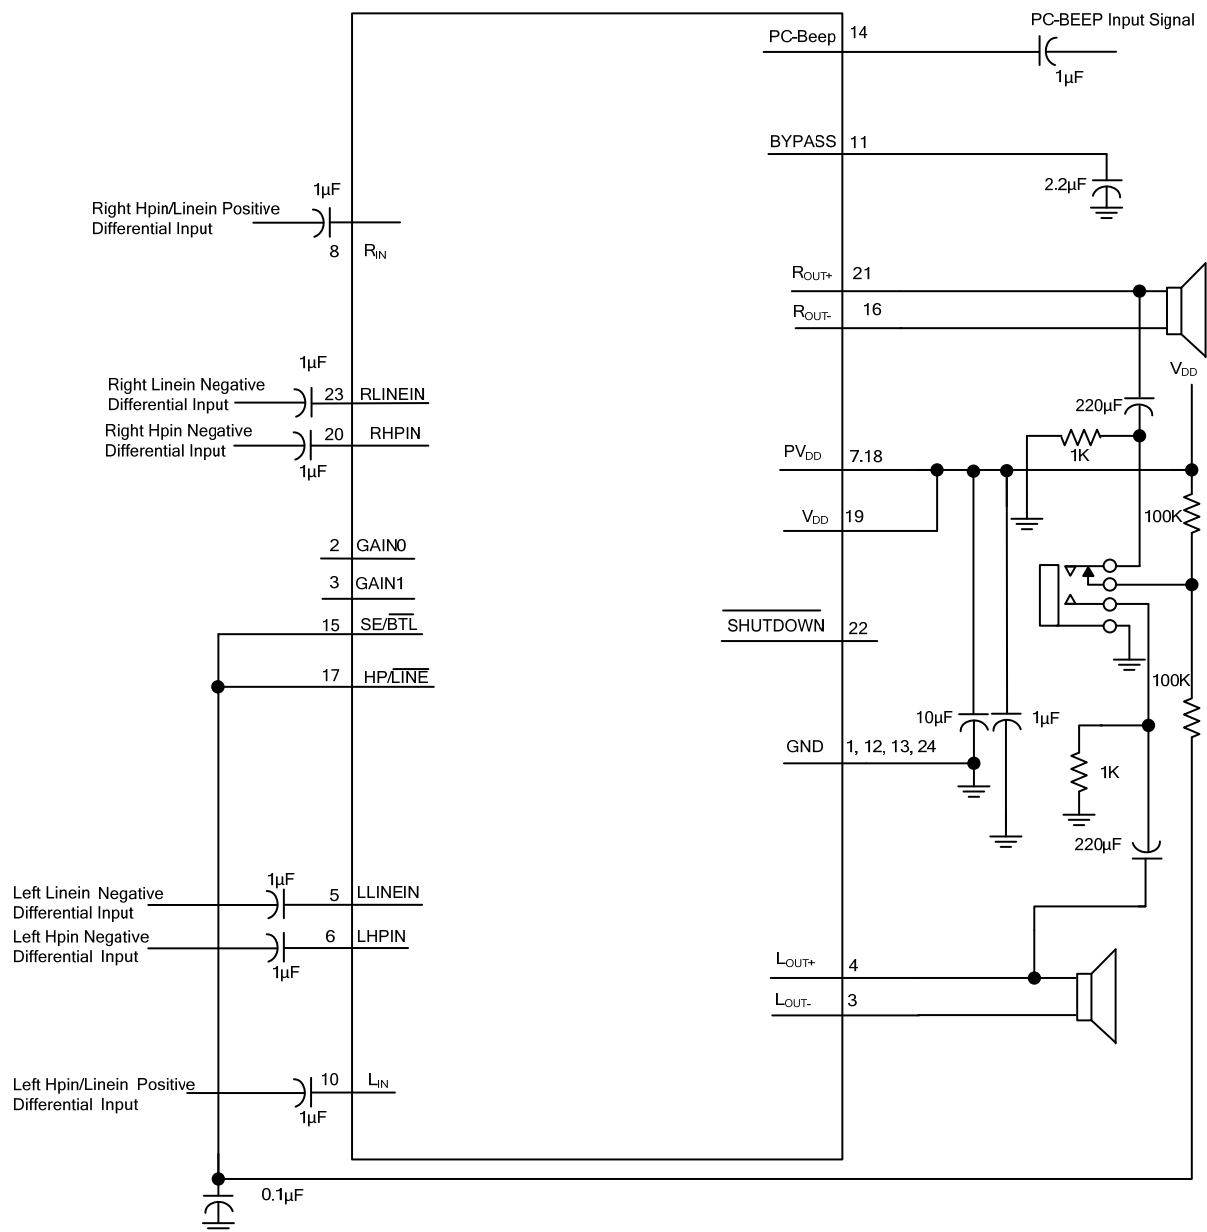 PC-BEEP Input Signal
PC-Beep 14
1µF
BYPASS 11
2.2µF
1µF
Right Hpin/Linein Positive
Differential Input
8 RIN
ROUT+ 21
ROUT- 16
VDD
1µF
Right Linein Negative
Differential Input
23 RLINEIN
Right Hpin Negative
Differential Input
20 RHPIN
1µF
220µF
1K
PVDD 7.18
VDD 19
100K
2 GAIN0
3 GAIN1
15 SE/BTL
17 HP/LINE
SHUTDOWN 22
100K
10µF
1µF
GND 1, 12, 13, 24
1K
220µF
1µF
Left Linein Negative
Differential Input
5 LLINEIN
Left Hpin Negative
Differential Input
6 LHPIN
1µF
LOUT+ 4
LOUT- 3
Left Hpin/Linein Positive
Differential Input
10 LIN
1µF
0.1µF